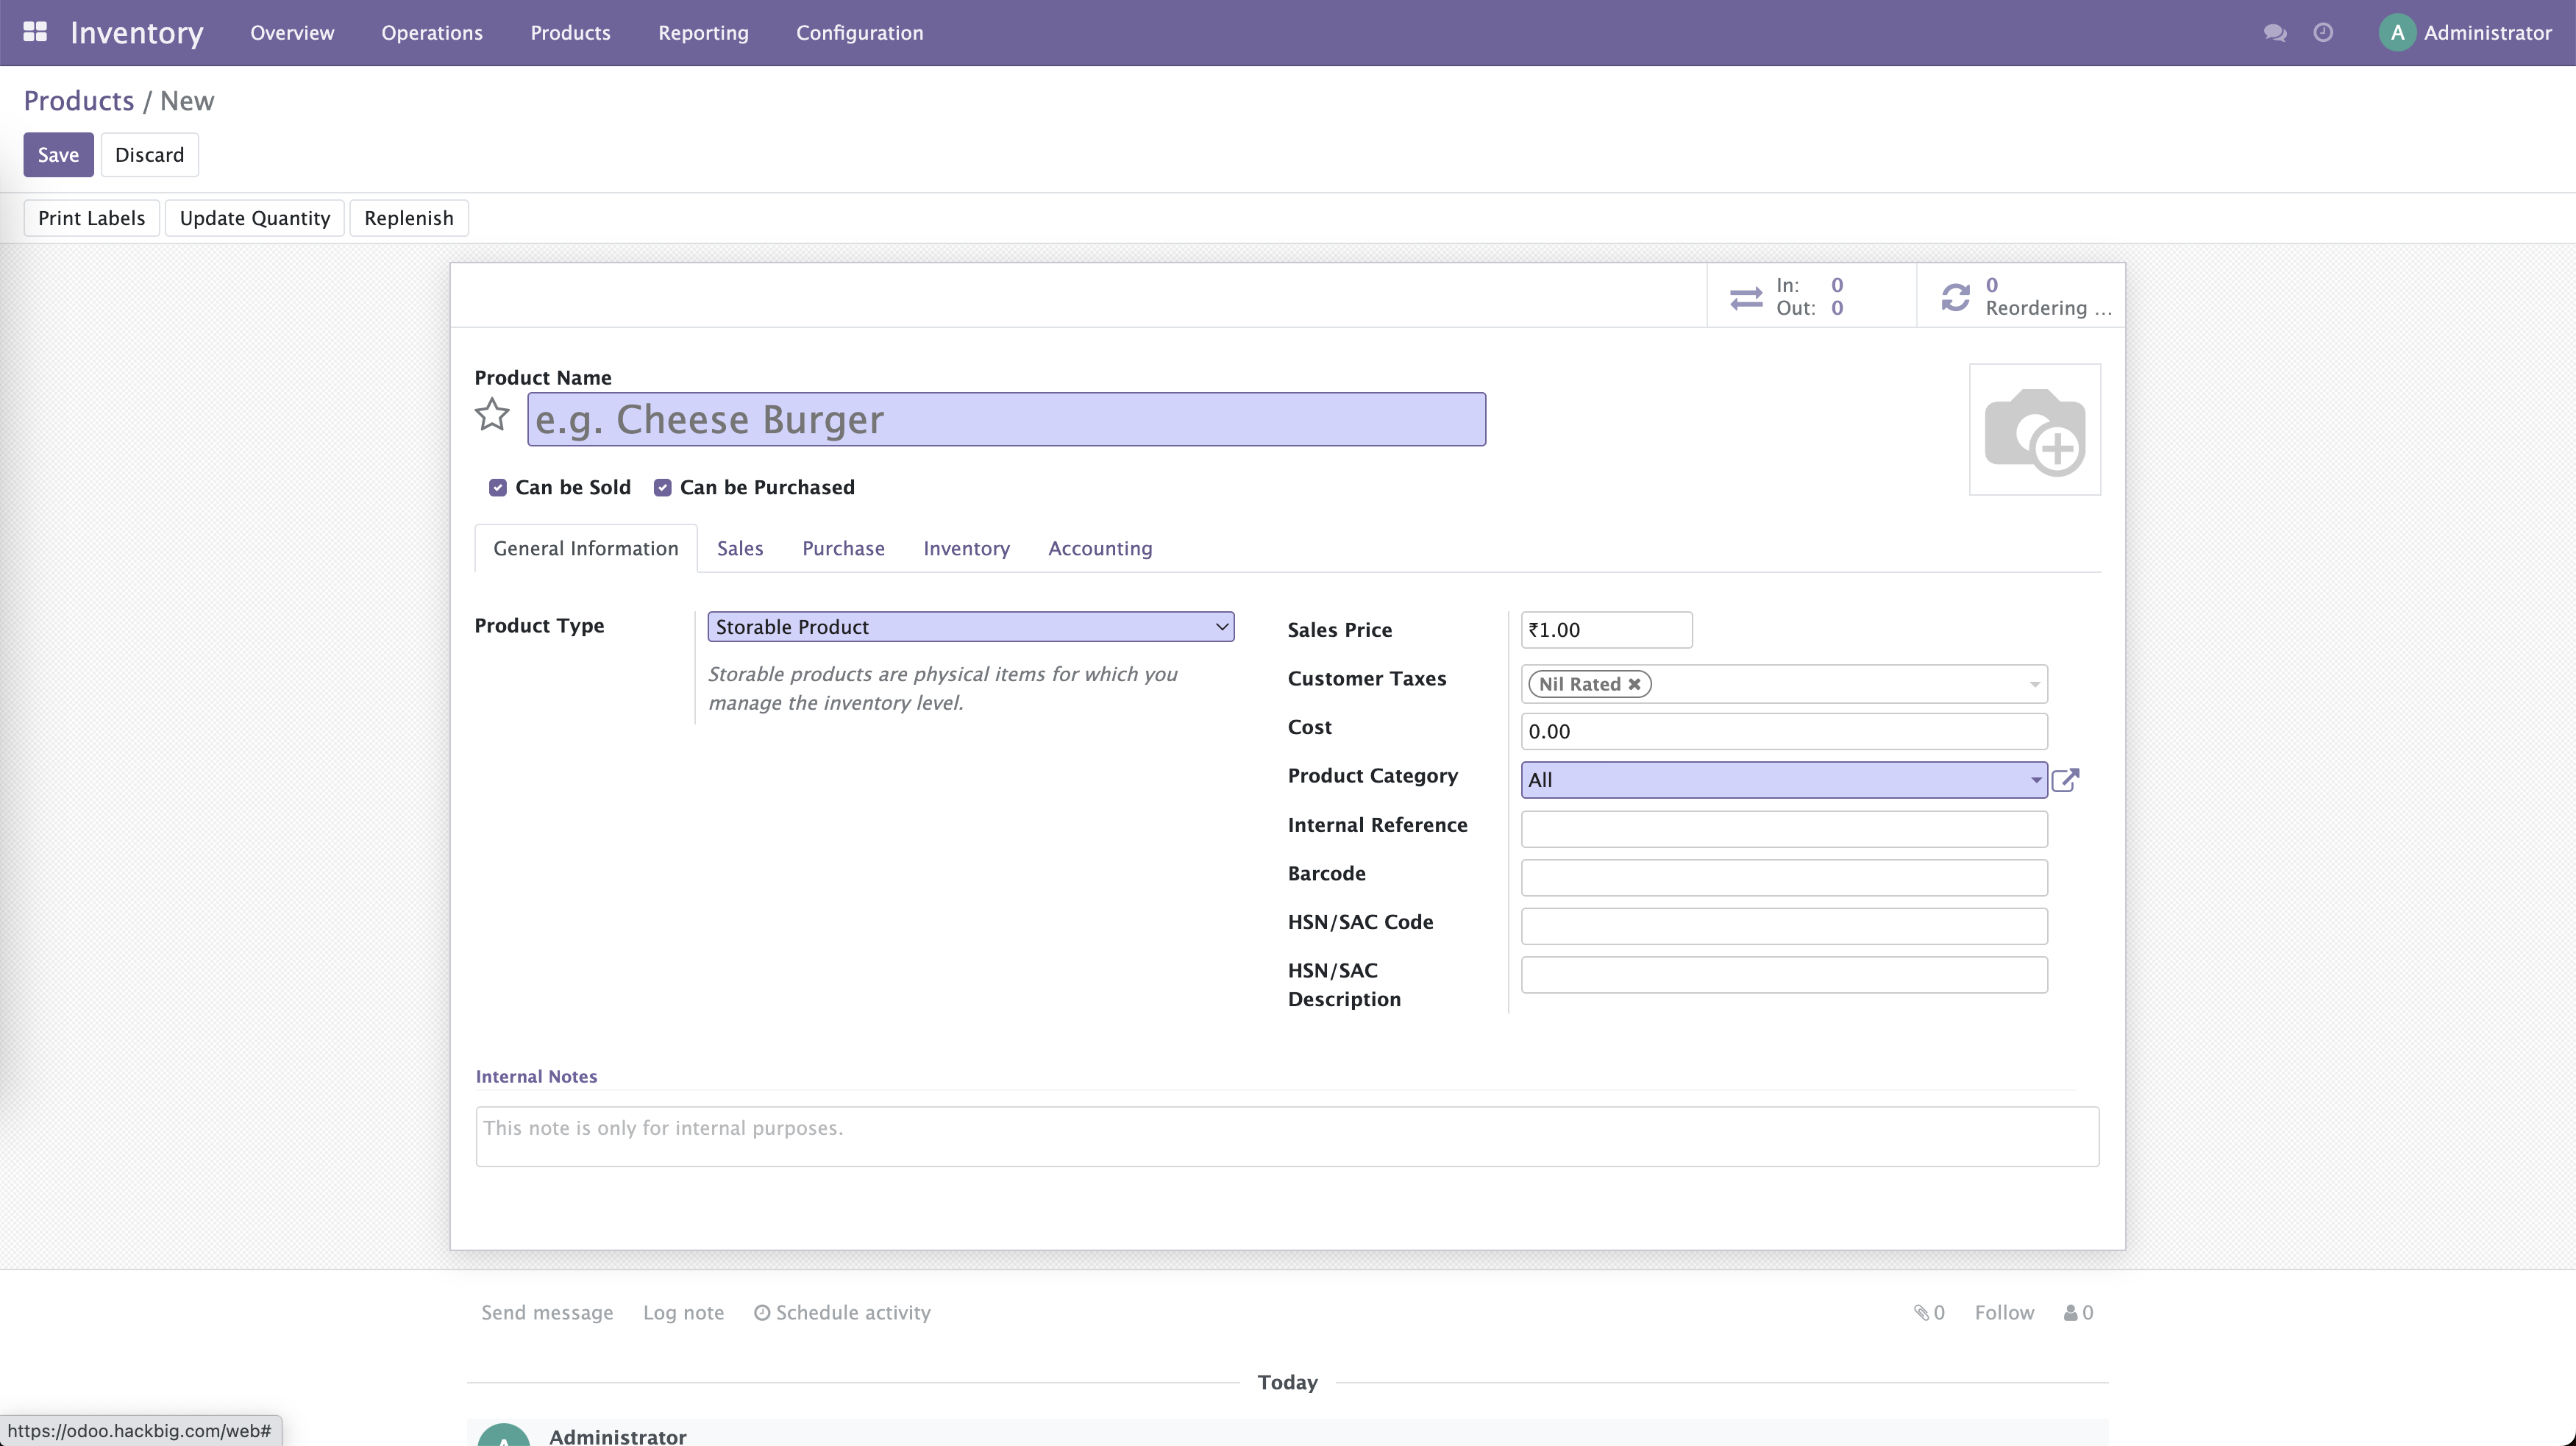 Inventory
Overview
Operations
Products
Reporting
Configuration
A
Administrator
Products / New
Save
Discard
Print Labels
Update Quantity
Replenish
In: 0
Out: 0
0
Reordering ...
Product Name
e.g. Cheese Burger
Can be Sold
Can be Purchased
General Information
Sales
Purchase
Inventory
Accounting
Product Type
Storable Product
Storable products are physical items for which you
manage the inventory level.
Sales Price
₹1.00
Customer Taxes
Nil Rated
Cost
0.00
Product Category
All
Internal Reference
Barcode
HSN/SAC Code
HSN/SAC
Description
Internal Notes
This note is only for internal purposes.
Send message
Log note
Schedule activity
0
Follow
0
Today
Administrator
https://odoo.hackbig.com/web#